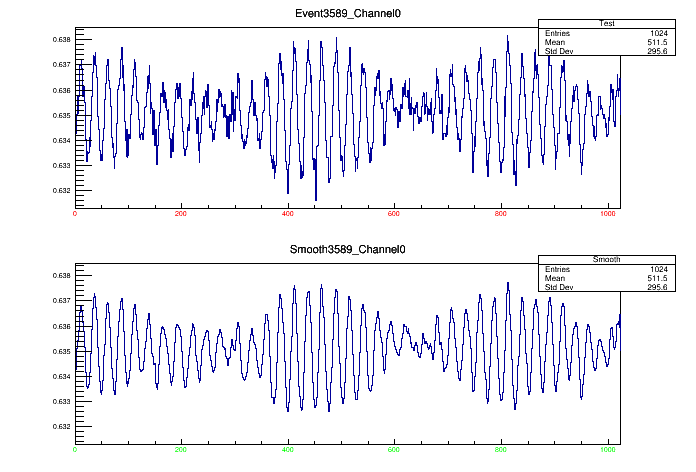 Event3589_Channel0
Test
Entries 1024
Mean 511.5
Std Dev 295.6
0.638
0.637
0.636
0.635
0.634
0.633
0.632
0 200 400 600 800 1000
Smooth3589_Channel0
Smooth
Entries 1024
Mean 511.5
Std Dev 295.6
0.638
0.637
0.636
0.635
0.634
0.633
0.632
0 200 400 600 800 1000